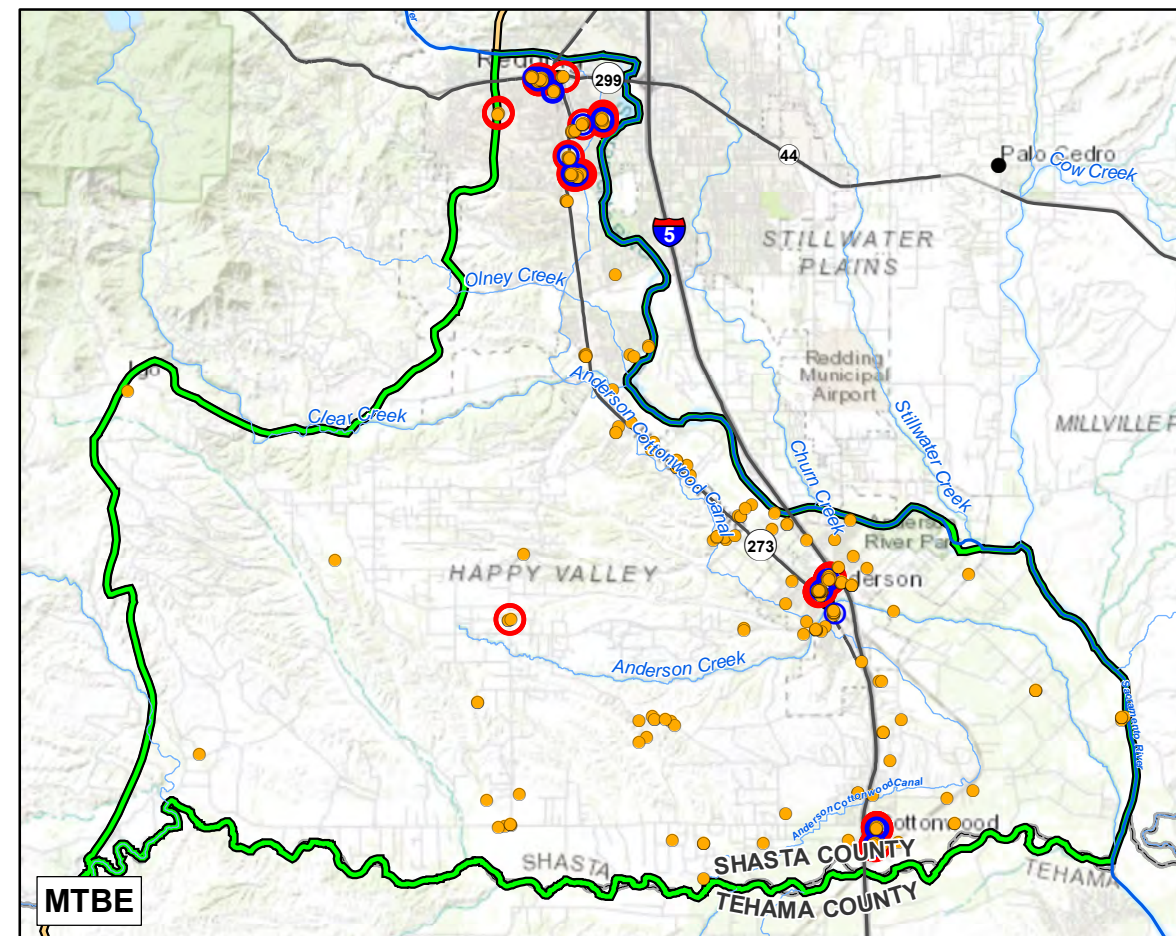 299
44
Palo Cedro
Cow Creek
5
STILLWATER
PLAINS
Olney Creek
Redding
Municipal
Airport
Clear Creek
Anderson Cottonwood Canal
Stillwater Creek
MILLVILLE
Churn Creek
273
Anderson
River Park
HAPPY VALLEY
Anderson Creek
Sacramento River
Anderson Cottonwood Canal
SHASTA
SHASTA COUNTY
TEHAMA COUNTY
TEHAMA
MTBE